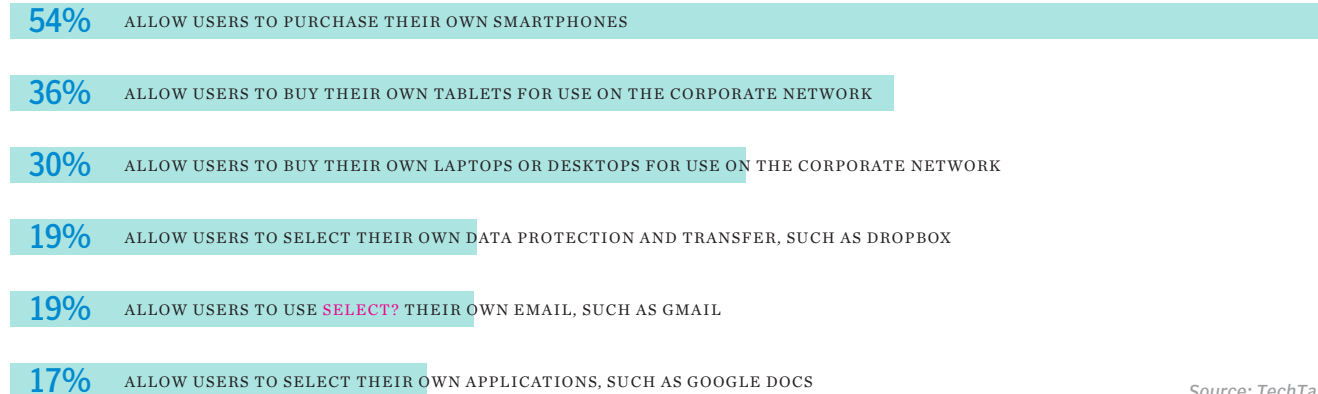 54% ALLOW USERS TO PURCHASE THEIR OWN SMARTPHONES
36% ALLOW USERS TO BUY THEIR OWN TABLETS FOR USE ON THE CORPORATE NETWORK
30% ALLOW USERS TO BUY THEIR OWN LAPTOPS OR DESKTOPS FOR USE ON THE CORPORATE NETWORK
19% ALLOW USERS TO SELECT THEIR OWN DATA PROTECTION AND TRANSFER, SUCH AS DROPBOX
19% ALLOW USERS TO USE SELECT? THEIR OWN EMAIL, SUCH AS GMAIL
17% ALLOW USERS TO SELECT THEIR OWN APPLICATIONS, SUCH AS GOOGLE DOCS
Source: